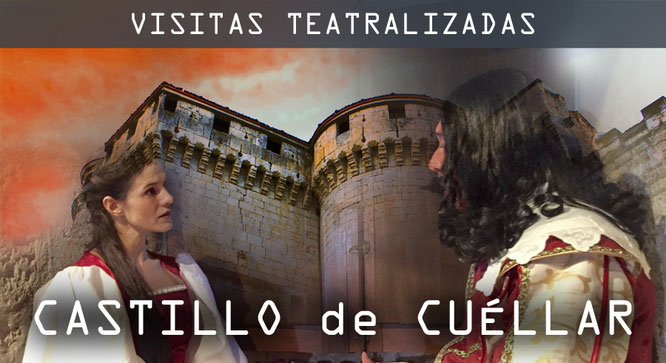 VISITAS TEATRALIZADAS
CASTILLO de CUéLLAR